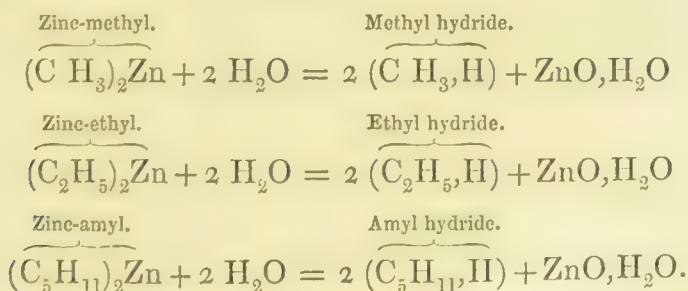 Zinc-methyl. Methyl hydride.
(C H₃)₂Zn + 2 H₂O = 2 (C H₃,H) + ZnO,H₂O
Zinc-ethyl. Ethyl hydride.
(C₂H₅)₂Zn + 2 H₂O = 2 (C₂H₅,H) + ZnO,H₂O
Zinc-amyl. Amyl hydride.
(C₅H₁₁)₂Zn + 2 H₂O = 2 (C₅H₁₁,H) + ZnO,H₂O.